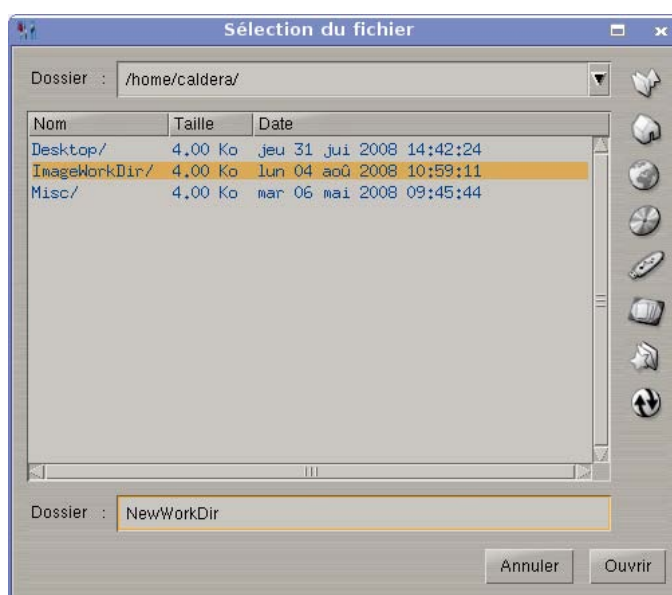 Sélection du fichier
Dossier : /home/caldera/
Nom Taille Date
Desktop/ 4.00 Ko jeu 31 jui 2008 14:42:24
ImageWorkDir/ 4.00 Ko lun 04 aoû 2008 10:59:11
Misc/ 4.00 Ko mar 06 mai 2008 09:45:44
Dossier : NewWorkDir
Annuler Ouvrir